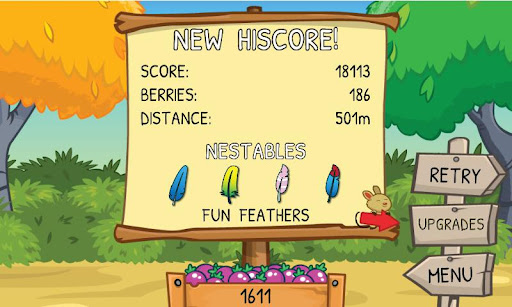 NEW HISCORE!
SCORE: 18113
BERRIES: 186
DISTANCE: 501m
NESTABLES
FUN FEATHERS
RETRY
UPGRADES
MENU
1611